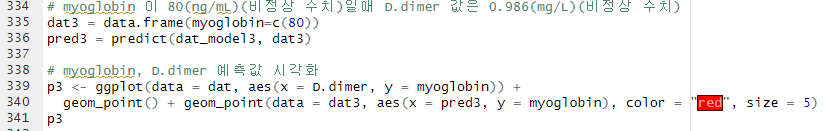 334 # myoglobin 이 80(ng/mL)(비정상 수치)일때 D.dimer 값은 0.986(mg/L)(비정상 수치)
335 dat3 = data.frame(myoglobin=c(80))
336 pred3 = predict(dat_model3, dat3)
337
338 # myoglobin, D.dimer 예측값 시각화
339 p3 <- ggplot(data = dat, aes(x = D.dimer, y = myoglobin)) +
340 geom_point() + geom_point(data = dat3, aes(x = pred3, y = myoglobin), color = "red", size = 5)
341 p3